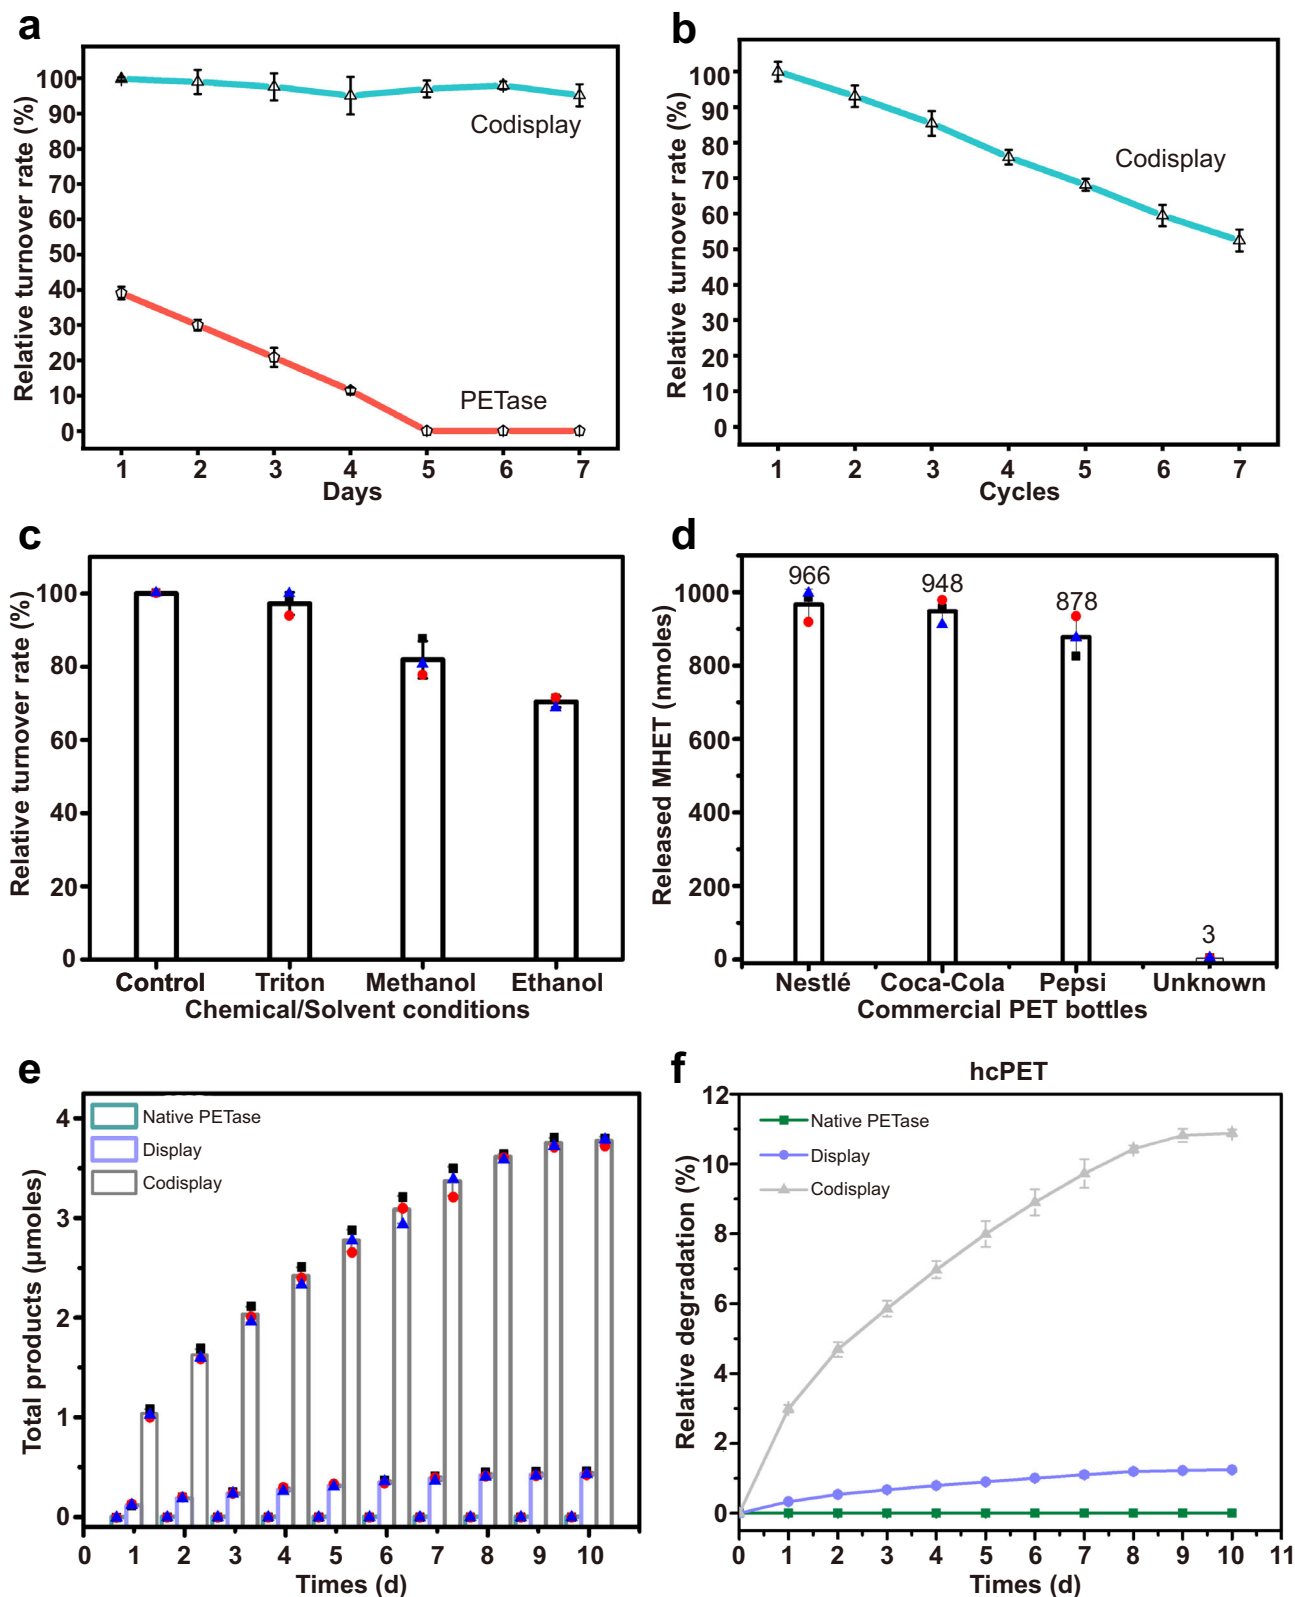 a
Relative turnover rate (%)
100
90
80
70
60
50
40
30
20
10
0
Codisplay
PETase
1 2 3 4 5 6 7
Days
b
Relative turnover rate (%)
100
90
80
70
60
50
40
30
20
10
0
Codisplay
1 2 3 4 5 6 7
Cycles
c
Relative turnover rate (%)
100
80
60
40
20
0
Control Triton Methanol Ethanol
Chemical/Solvent conditions
d
Released MHET (nmoles)
1000
800
600
400
200
0
966
948
878
3
Nestlé Coca-Cola Pepsi Unknown
Commercial PET bottles
e
Total products (μmoles)
4
3
2
1
0
Native PETase
Display
Codisplay
0 1 2 3 4 5 6 7 8 9 10
Times (d)
f
hcPET
Relative degradation (%)
12
10
8
6
4
2
0
Native PETase
Display
Codisplay
0 1 2 3 4 5 6 7 8 9 10 11
Times (d)